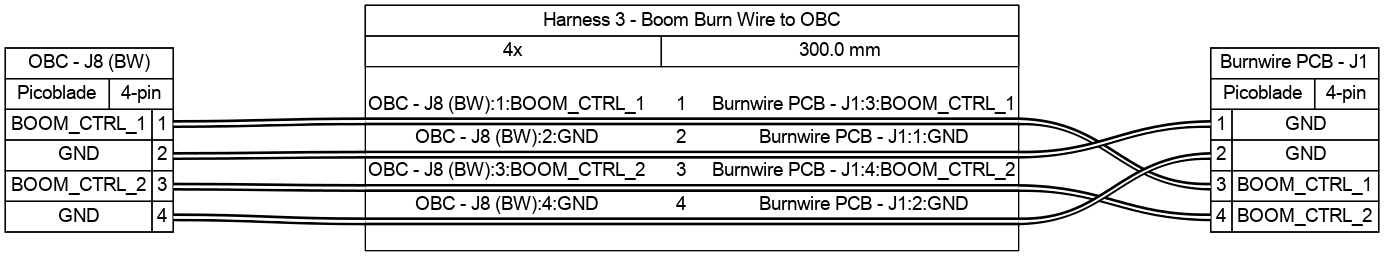 Harness 3 - Boom Burn Wire to OBC
4x 300.0 mm
OBC - J8 (BW)
Picoblade 4-pin
BOOM_CTRL_1 1
GND 2
BOOM_CTRL_2 3
GND 4
OBC - J8 (BW):1:BOOM_CTRL_1 1 Burnwire PCB - J1:3:BOOM_CTRL_1
OBC - J8 (BW):2:GND 2 Burnwire PCB - J1:1:GND
OBC - J8 (BW):3:BOOM_CTRL_2 3 Burnwire PCB - J1:4:BOOM_CTRL_2
OBC - J8 (BW):4:GND 4 Burnwire PCB - J1:2:GND
Burnwire PCB - J1
Picoblade 4-pin
1 GND
2 GND
3 BOOM_CTRL_1
4 BOOM_CTRL_2